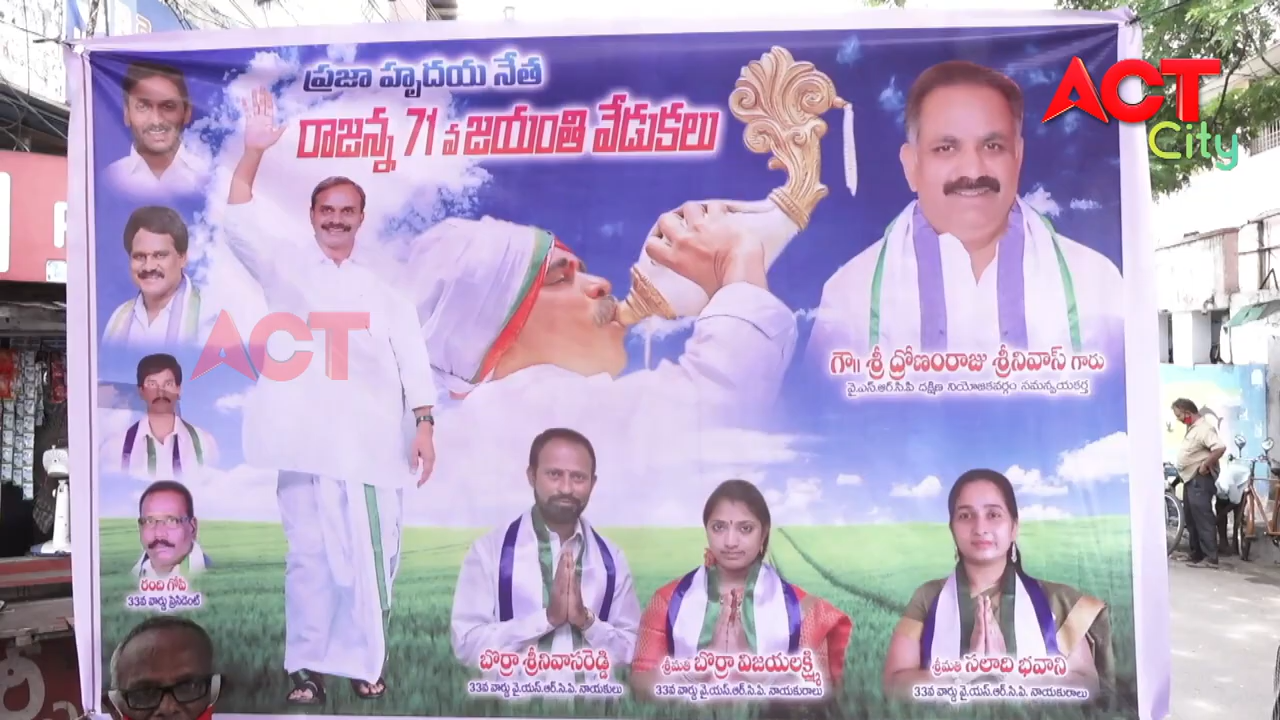 ప్రజా హృదయ నేత
రాజన్న 71 వ జయంతి వేడుకలు
ACT
City
ACT
గౌ॥ శ్రీ ద్రోణంరాజు శ్రీనివాస్ గారు
వై.ఎస్.ఆర్.సి.పి దక్షిణ నియోజకవర్గం సమన్వయకర్త
రంది గోపి
33వ వార్డు ప్రెసిడెంట్
బొర్రా శ్రీనివాసరెడ్డి
33వ వార్డు వై.యస్.ఆర్.సి.పి. నాయకులు
శ్రీమతి బొర్రా విజయలక్ష్మి
33వ వార్డు వై.యస్.ఆర్.సి.పి. నాయకురాలు
శ్రీమతి సలాది భవాని
33వ వార్డు వై.యస్.ఆర్.సి.పి. నాయకురాలు